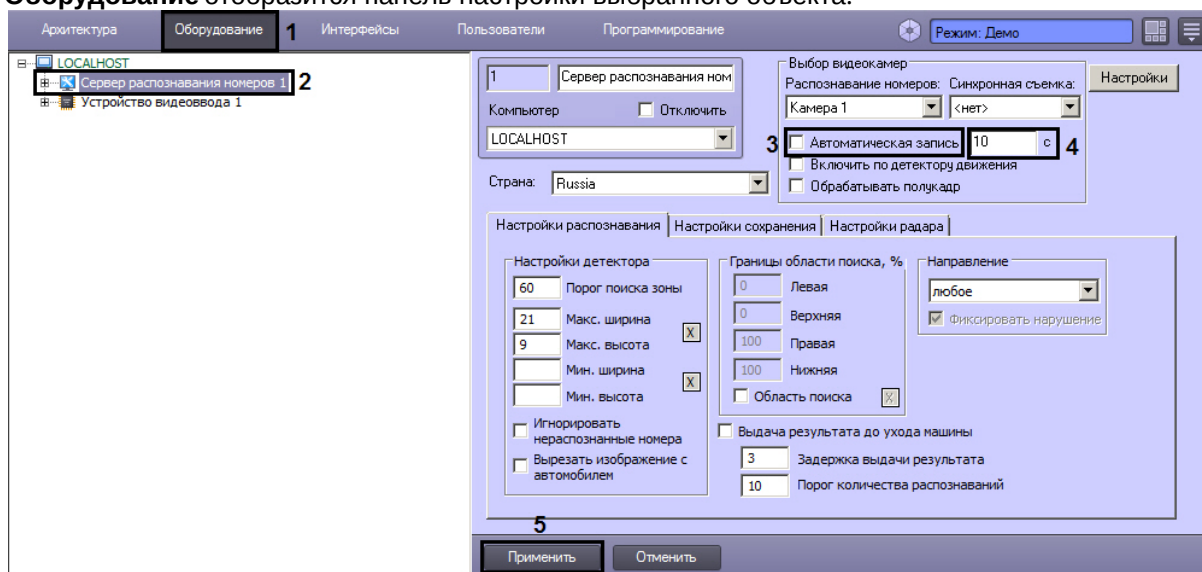 Оборудование отобразится панель настройки выбранного объекта.
Архитектура Оборудование 1 Интерфейсы Пользователи Программирование Режим: Демо
LOCALHOST
Сервер распознавания номеров 1 2
Устройство видеоввода 1
1 Сервер распознавания ном
Компьютер Отключить
LOCALHOST
Страна: Russia
Выбор видеокамер
Распознавание номеров: Синхронная съемка: Настройки
Камера 1 <нет>
3 Автоматическая запись 10 с 4
Включить по детектору движения
Обрабатывать полукадр
Настройки распознавания Настройки сохранения Настройки радара
Настройки детектора
60 Порог поиска зоны
21 Макс. ширина
9 Макс. высота
X
Мин. ширина
Мин. высота
X
Игнорировать
нераспознанные номера
Вырезать изображение с
автомобилем
Границы области поиска, %
0 Левая
0 Верхняя
100 Правая
100 Нижняя
Область поиска X
Направление
любое
Фиксировать нарушение
Выдача результата до ухода машины
3 Задержка выдачи результата
10 Порог количества распознаваний
5
Применить Отменить